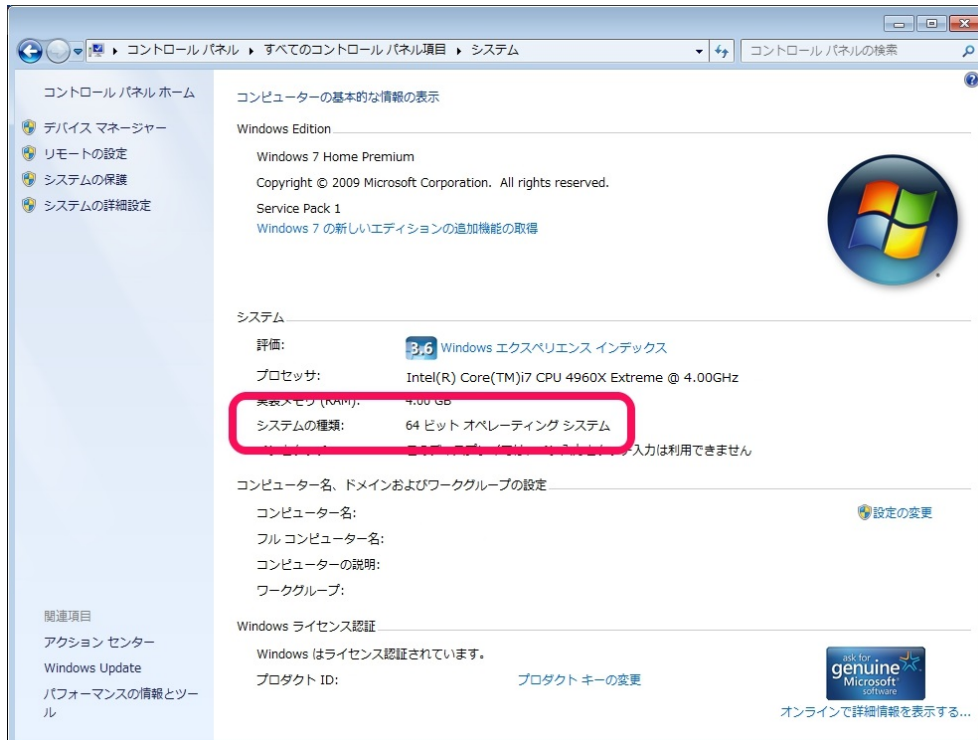 コントロール パネル ▸ すべてのコントロール パネル項目 ▸ システム
コントロール パネルの検索
コントロール パネル ホーム
デバイス マネージャー
リモートの設定
システムの保護
システムの詳細設定
コンピューターの基本的な情報の表示
Windows Edition
Windows 7 Home Premium
Copyright © 2009 Microsoft Corporation. All rights reserved.
Service Pack 1
Windows 7 の新しいエディションの追加機能の取得
システム
評価: 3.6 Windows エクスペリエンス インデックス
プロセッサ: Intel(R) Core(TM)i7 CPU 4960X Extreme @ 4.00GHz
実装メモリ (RAM): 4.00 GB
システムの種類: 64 ビット オペレーティング システム
入力は利用できません
コンピューター名、ドメインおよびワークグループの設定
コンピューター名:
設定の変更
フル コンピューター名:
コンピューターの説明:
ワークグループ:
Windows ライセンス認証
Windows はライセンス認証されています。
プロダクト ID:
プロダクト キーの変更
ask for
genuine
Microsoft
software
オンラインで詳細情報を表示する...
関連項目
アクション センター
Windows Update
パフォーマンスの情報とツー
ル